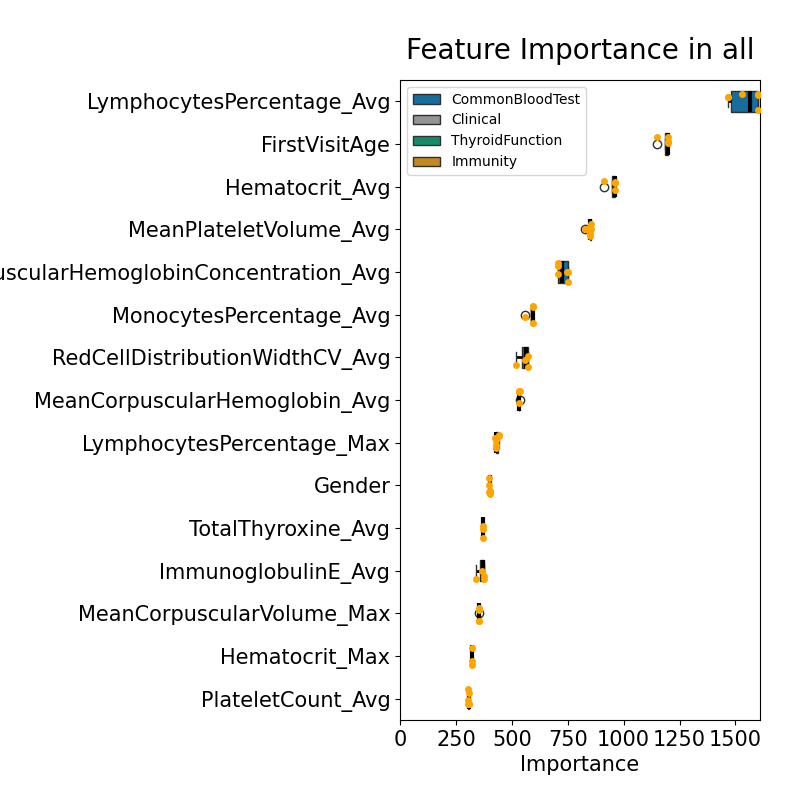 Feature Importance in all
LymphocytesPercentage_Avg
CommonBloodTest
Clinical
ThyroidFunction
Immunity
FirstVisitAge
Hematocrit_Avg
MeanPlateletVolume_Avg
uscularHemoglobinConcentration_Avg
MonocytesPercentage_Avg
RedCellDistributionWidthCV_Avg
MeanCorpuscularHemoglobin_Avg
LymphocytesPercentage_Max
Gender
TotalThyroxine_Avg
ImmunoglobulinE_Avg
MeanCorpuscularVolume_Max
Hematocrit_Max
PlateletCount_Avg
0 250 500 750 1000 1250 1500
Importance